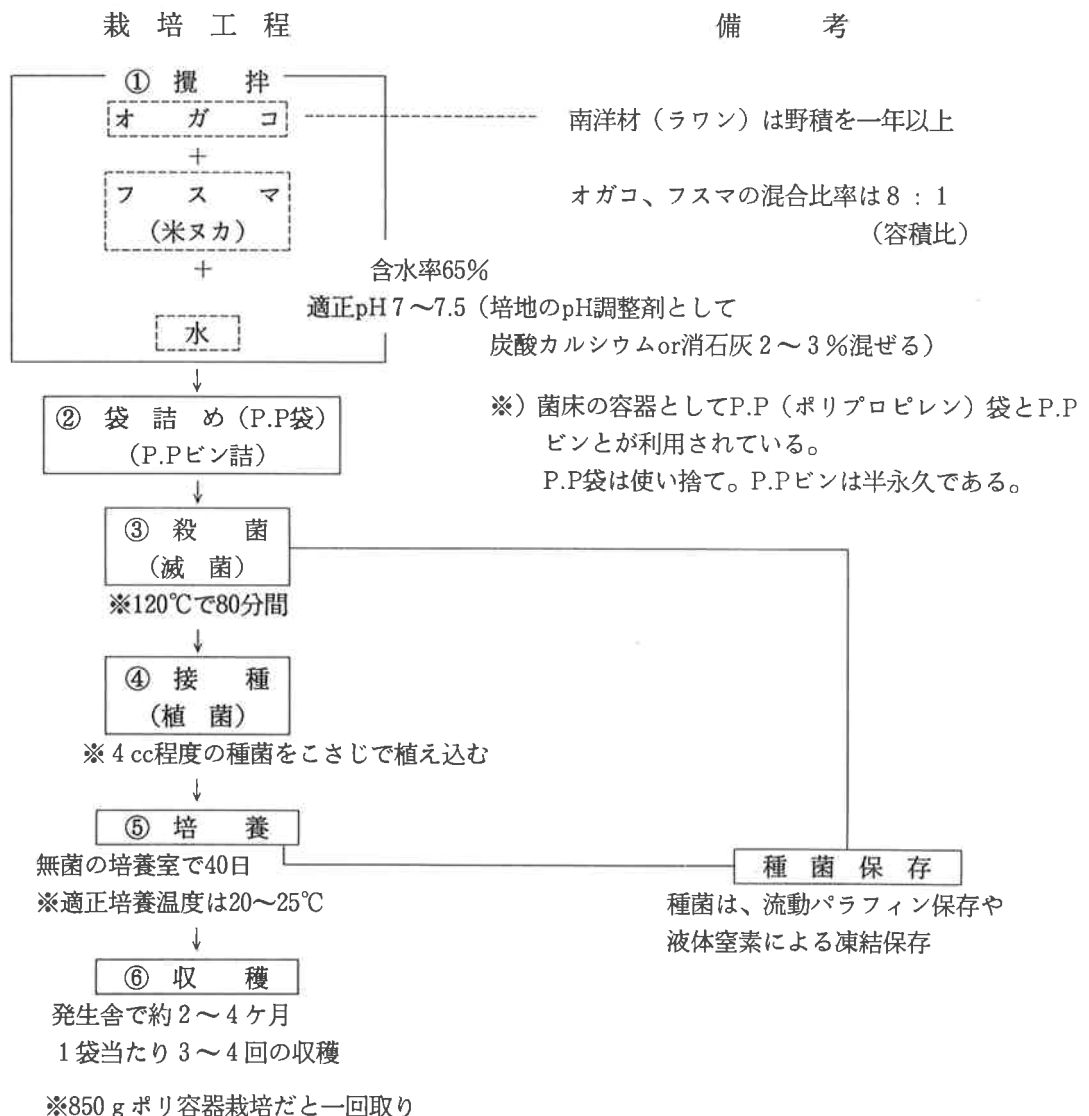 栽培工程
備考
① 攪拌
オガコ
南洋材（ラワン）は野積を一年以上
＋
フスマ
（米ヌカ）
オガコ、フスマの混合比率は8：1
（容積比）
＋
含水率65％
適正pH7〜7.5（培地のpH調整剤として
水
炭酸カルシウムor消石灰2〜3％混ぜる）
↓
② 袋詰め（P.P袋）
（P.Pビン詰）
※）菌床の容器としてP.P（ポリプロピレン）袋とP.P
ビンとが利用されている。
P.P袋は使い捨て。P.Pビンは半永久である。
↓
③ 殺菌
（滅菌）
※120℃で80分間
↓
④ 接種
（植菌）
※4cc程度の種菌をこさじで植え込む
↓
⑤ 培養
無菌の培養室で40日
※適正培養温度は20〜25℃
種菌保存
種菌は、流動パラフィン保存や
液体窒素による凍結保存
↓
⑥ 収穫
発生舎で約2〜4ケ月
1袋当たり3〜4回の収穫
※850gポリ容器栽培だと一回取り